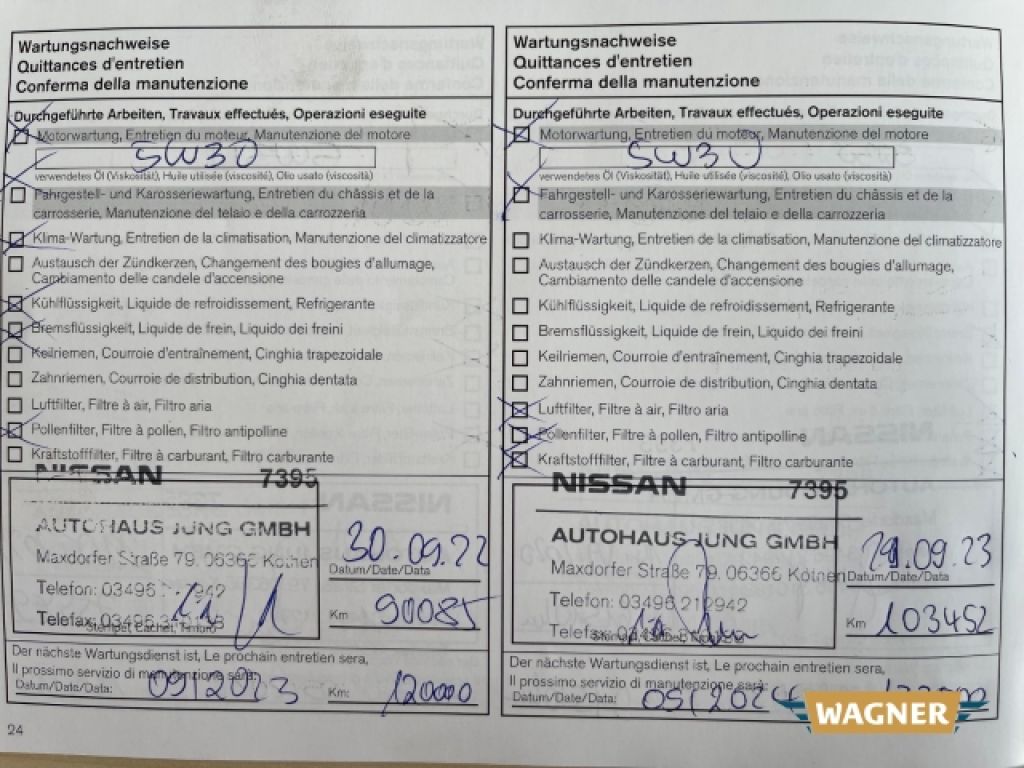 Wartungsnachweise
Quittances d'entretien
Conferma della manutenzione
Durchgeführte Arbeiten, Travaux effectués, Operazioni eseguite
Motorwartung, Entretien du moteur, Manutenzione del motore
5W30
verwendetes Öl (Viskosität), Huile utilisée (viscosité), Olio usato (viscosità)
Fahrgestell- und Karosseriewartung, Entretien du châssis et de la
carrosserie, Manutenzione del telaio e della carrozzeria
Klima-Wartung, Entretien de la climatisation, Manutenzione del climatizzatore
Austausch der Zündkerzen, Changement des bougies d'allumage,
Cambiamento delle candele d'accensione
Kühlflüssigkeit, Liquide de refroidissement, Refrigerante
Bremsflüssigkeit, Liquide de frein, Liquido dei freini
Keilriemen, Courroie d'entraînement, Cinghia trapezoidale
Zahnriemen, Courroie de distribution, Cinghia dentata
Luftfilter, Filtre à air, Filtro aria
Pollenfilter, Filtre à pollen, Filtro antipolline
Kraftstofffilter, Filtre à carburant, Filtro carburante
NISSAN 7395
AUTOHAUS JUNG GMBH
Maxdorfer Straße 79. 06366 Köthen
Telefon: 03496 2942
Telefax: 03496
Stempel, Cachet, Timbro
30.09.22
Datum/Date/Data
Km 90085
Der nächste Wartungsdienst ist, Le prochain entretien sera,
Il prossimo servizio di manutenzione sarà:
Datum/Date/Data: 09/2023 Km: 120000
24
Wartungsnachweise
Quittances d'entretien
Conferma della manutenzione
Durchgeführte Arbeiten, Travaux effectués, Operazioni eseguite
Motorwartung, Entretien du moteur, Manutenzione del motore
5W30
verwendetes Öl (Viskosität), Huile utilisée (viscosité), Olio usato (viscosità)
Fahrgestell- und Karosseriewartung, Entretien du châssis et de la
carrosserie, Manutenzione del telaio e della carrozzeria
Klima-Wartung, Entretien de la climatisation, Manutenzione del climatizzatore
Austausch der Zündkerzen, Changement des bougies d'allumage,
Cambiamento delle candele d'accensione
Kühlflüssigkeit, Liquide de refroidissement, Refrigerante
Bremsflüssigkeit, Liquide de frein, Liquido dei freini
Keilriemen, Courroie d'entraînement, Cinghia trapezoidale
Zahnriemen, Courroie de distribution, Cinghia dentata
Luftfilter, Filtre à air, Filtro aria
Pollenfilter, Filtre à pollen, Filtro antipolline
Kraftstofffilter, Filtre à carburant, Filtro carburante
NISSAN 7395
AUTOHAUS JUNG GMBH
Maxdorfer Straße 79. 06366 Köthen
Telefon: 03496 212942
Telefax:
29.09.23
Datum/Date/Data
Km 103452
Der nächste Wartungsdienst ist, Le prochain entretien sera,
Il prossimo servizio di manutenzione sarà:
Datum/Date/Data:
WAGNER